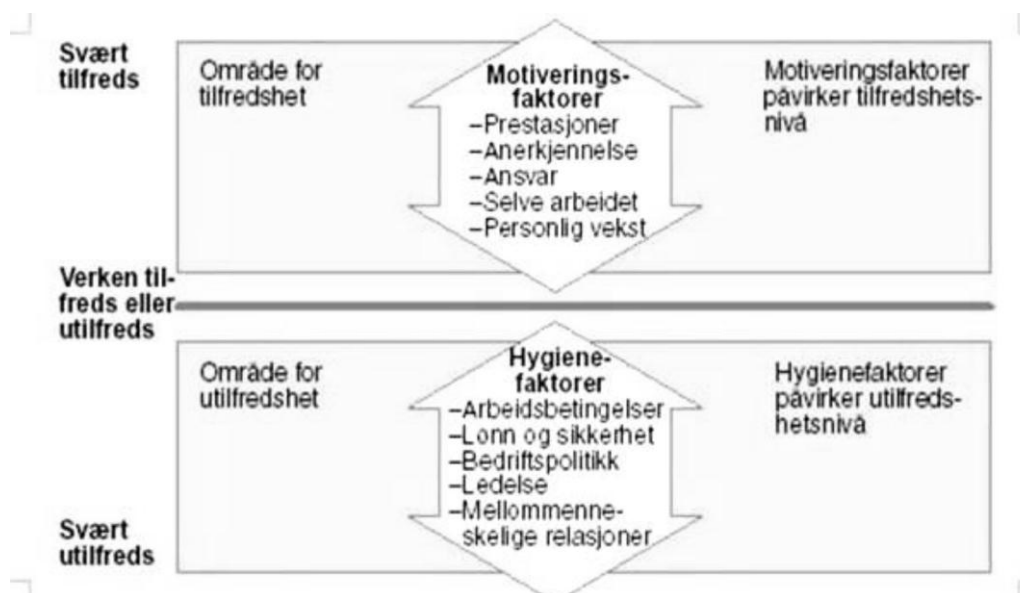 Svært
tilfreds
Område for
tilfredshet
Motiverings-
faktorer
–Prestasjoner
–Anerkjennelse
–Ansvar
–Selve arbeidet
–Personlig vekst
Motiveringsfaktorer
påvirker tilfredshets-
nivå
Verken til-
freds eller
utilfreds
Område for
utilfredshet
Hygiene-
faktorer
–Arbeidsbetingelser
–Lønn og sikkerhet
–Bedriftspolitikk
–Ledelse
–Mellommenne-
skelige relasjoner
Hygienefaktorer
påvirker utilfreds-
hetsnivå
Svært
utilfreds